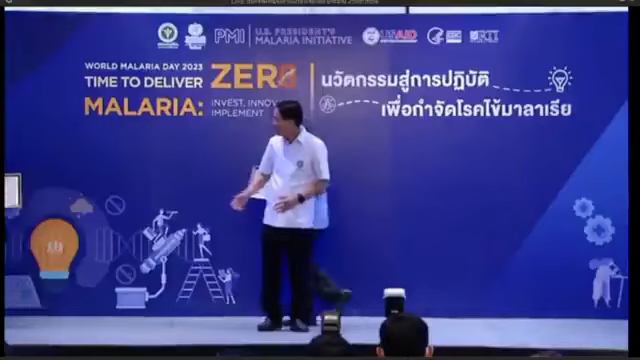 PMI
U.S. PRESIDENT'S
MALARIA INITIATIVE
USAID
WORLD MALARIA DAY 2023
TIME TO DELIVER ZERO
MALARIA: INVEST, INNOV
IMPLEMENT
นวัตกรรมสู่การปฏิบัติ
เพื่อกำจัดโรคไข้มาลาเรีย